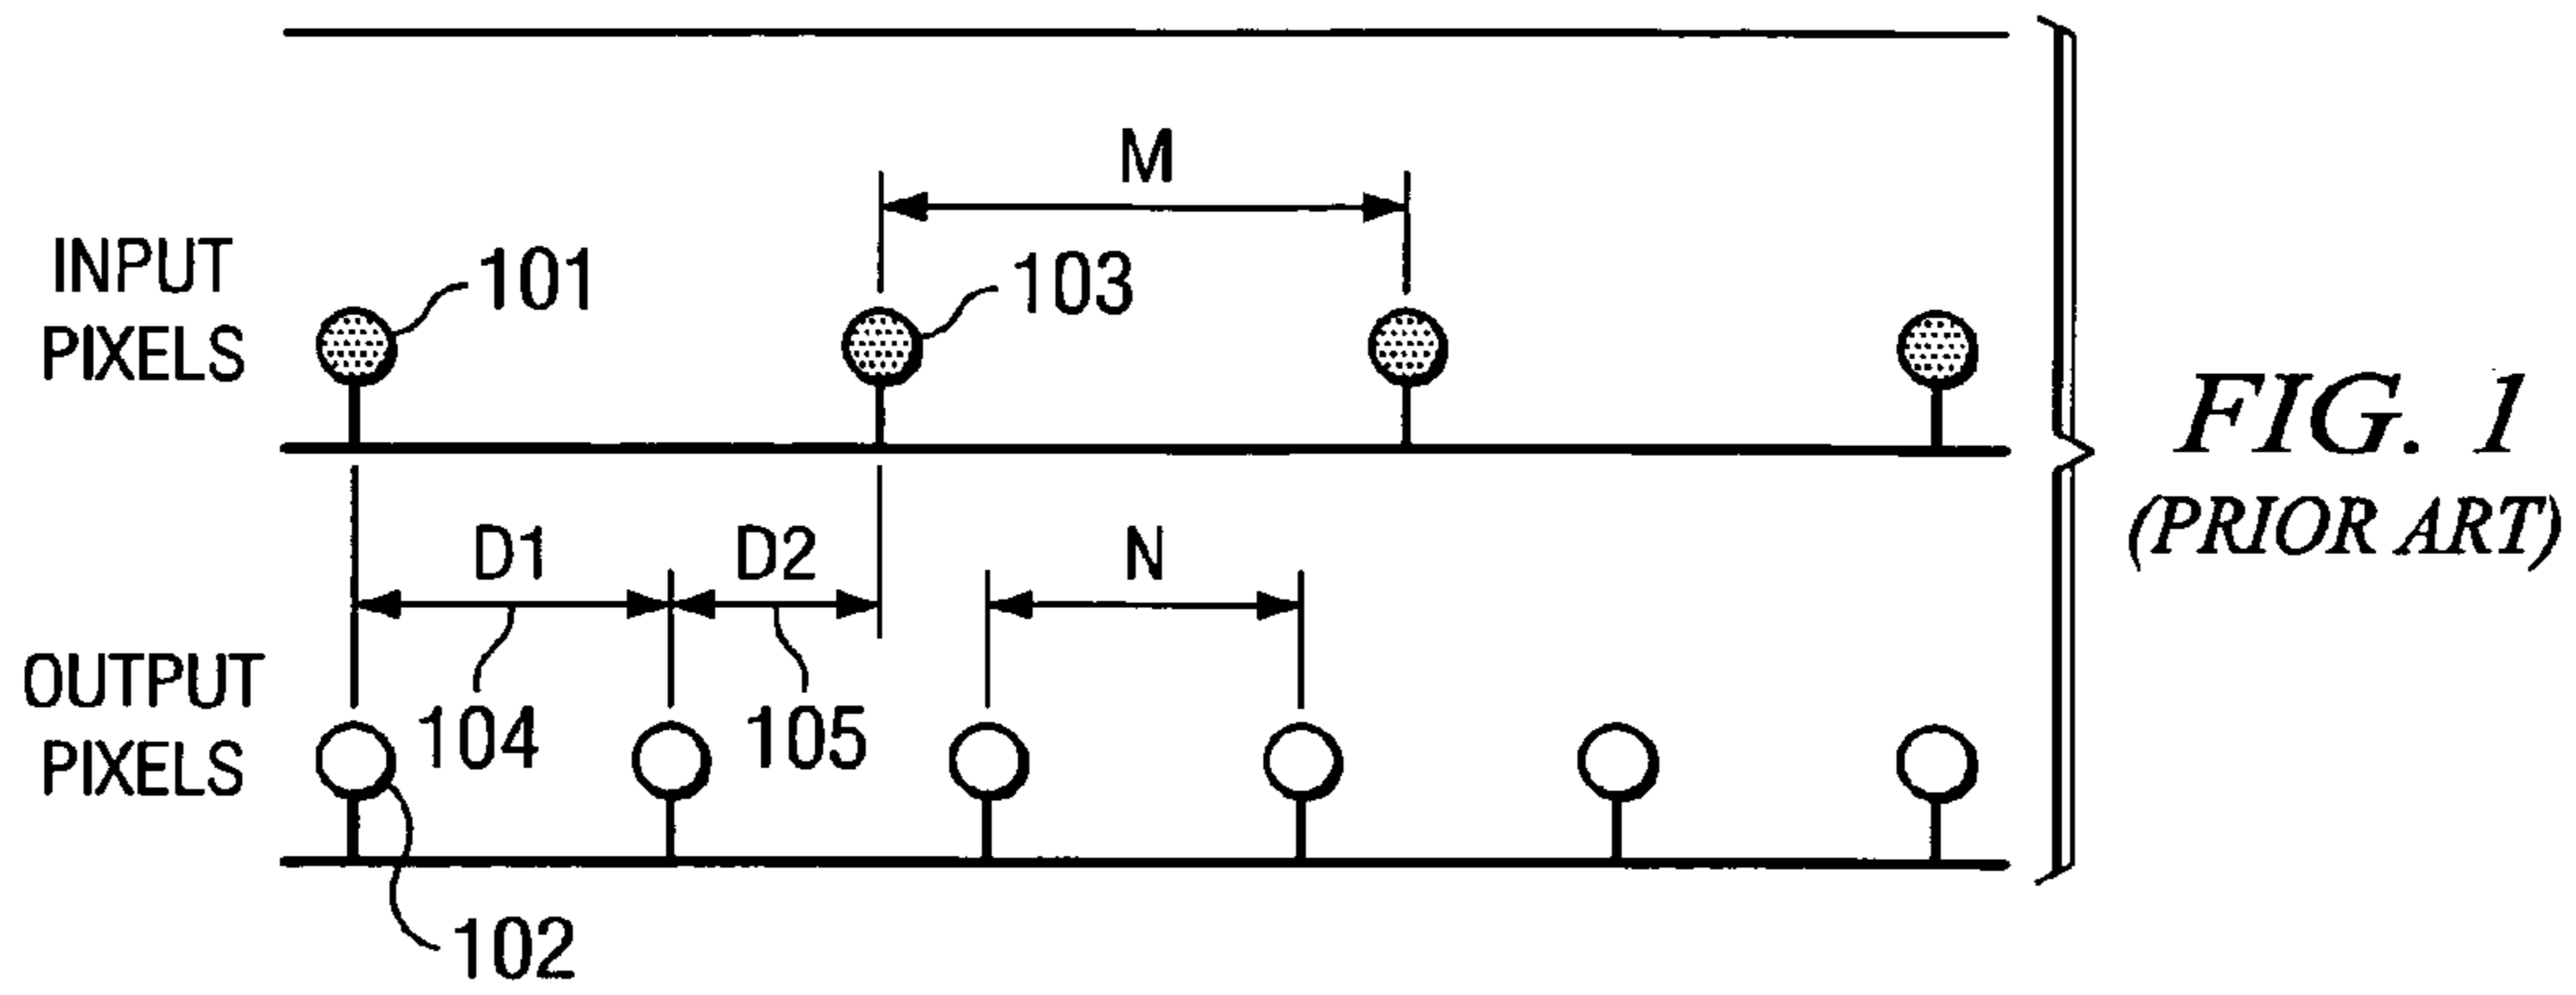 M
INPUT
PIXELS
101
103
FIG. 1
(PRIOR ART)
D1
D2
N
OUTPUT
PIXELS
104
105
102